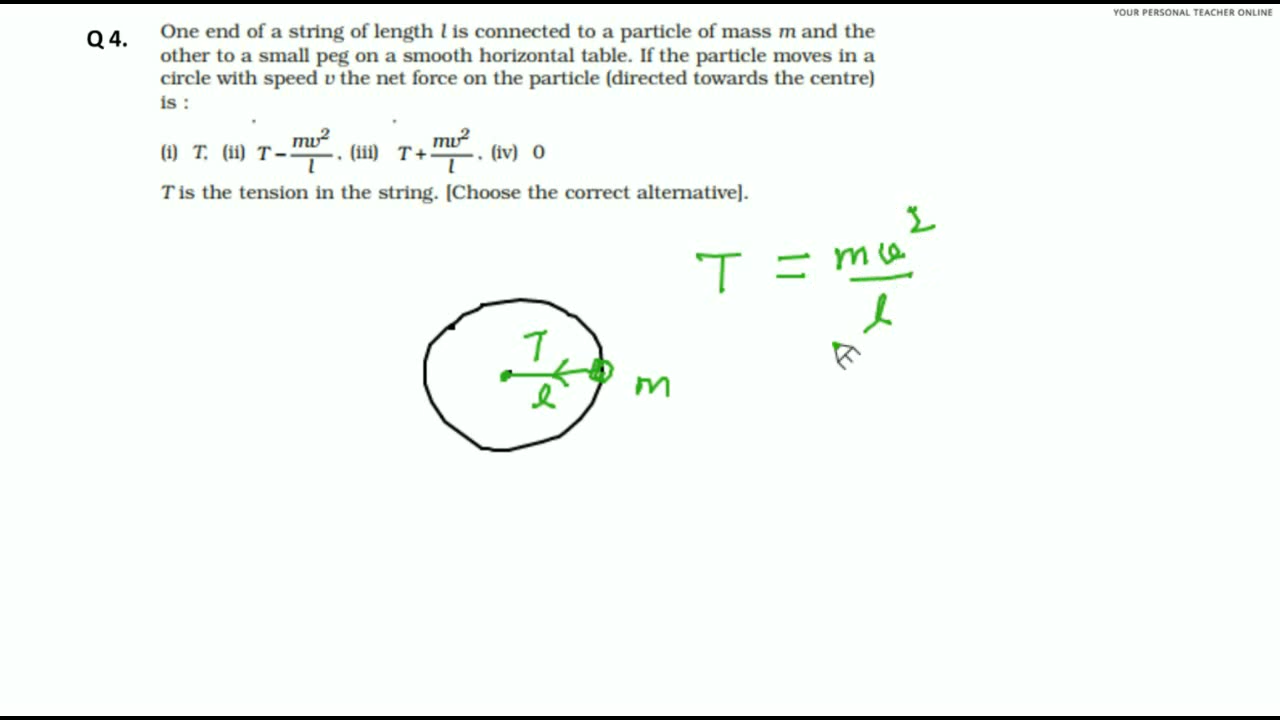 YOUR PERSONAL TEACHER ONLINE
Q 4. One end of a string of length l is connected to a particle of mass m and the
other to a small peg on a smooth horizontal table. If the particle moves in a
circle with speed v the net force on the particle (directed towards the centre)
is :
(i) T, (ii) T − mv²/l , (iii) T + mv²/l , (iv) 0
T is the tension in the string. [Choose the correct alternative].
T = mv²/l
T
l
m